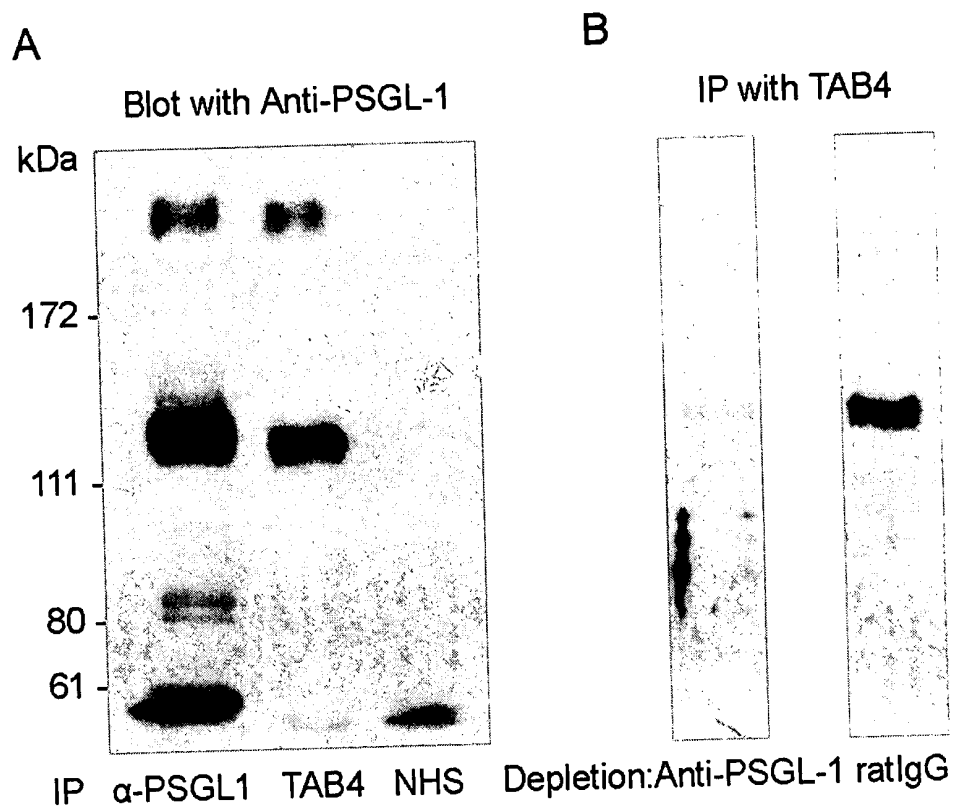 A
Blot with Anti-PSGL-1
kDa
172 -
111 -
80 -
61 -
IP α-PSGL1 TAB4 NHS
B
IP with TAB4
Depletion:Anti-PSGL-1 ratIgG